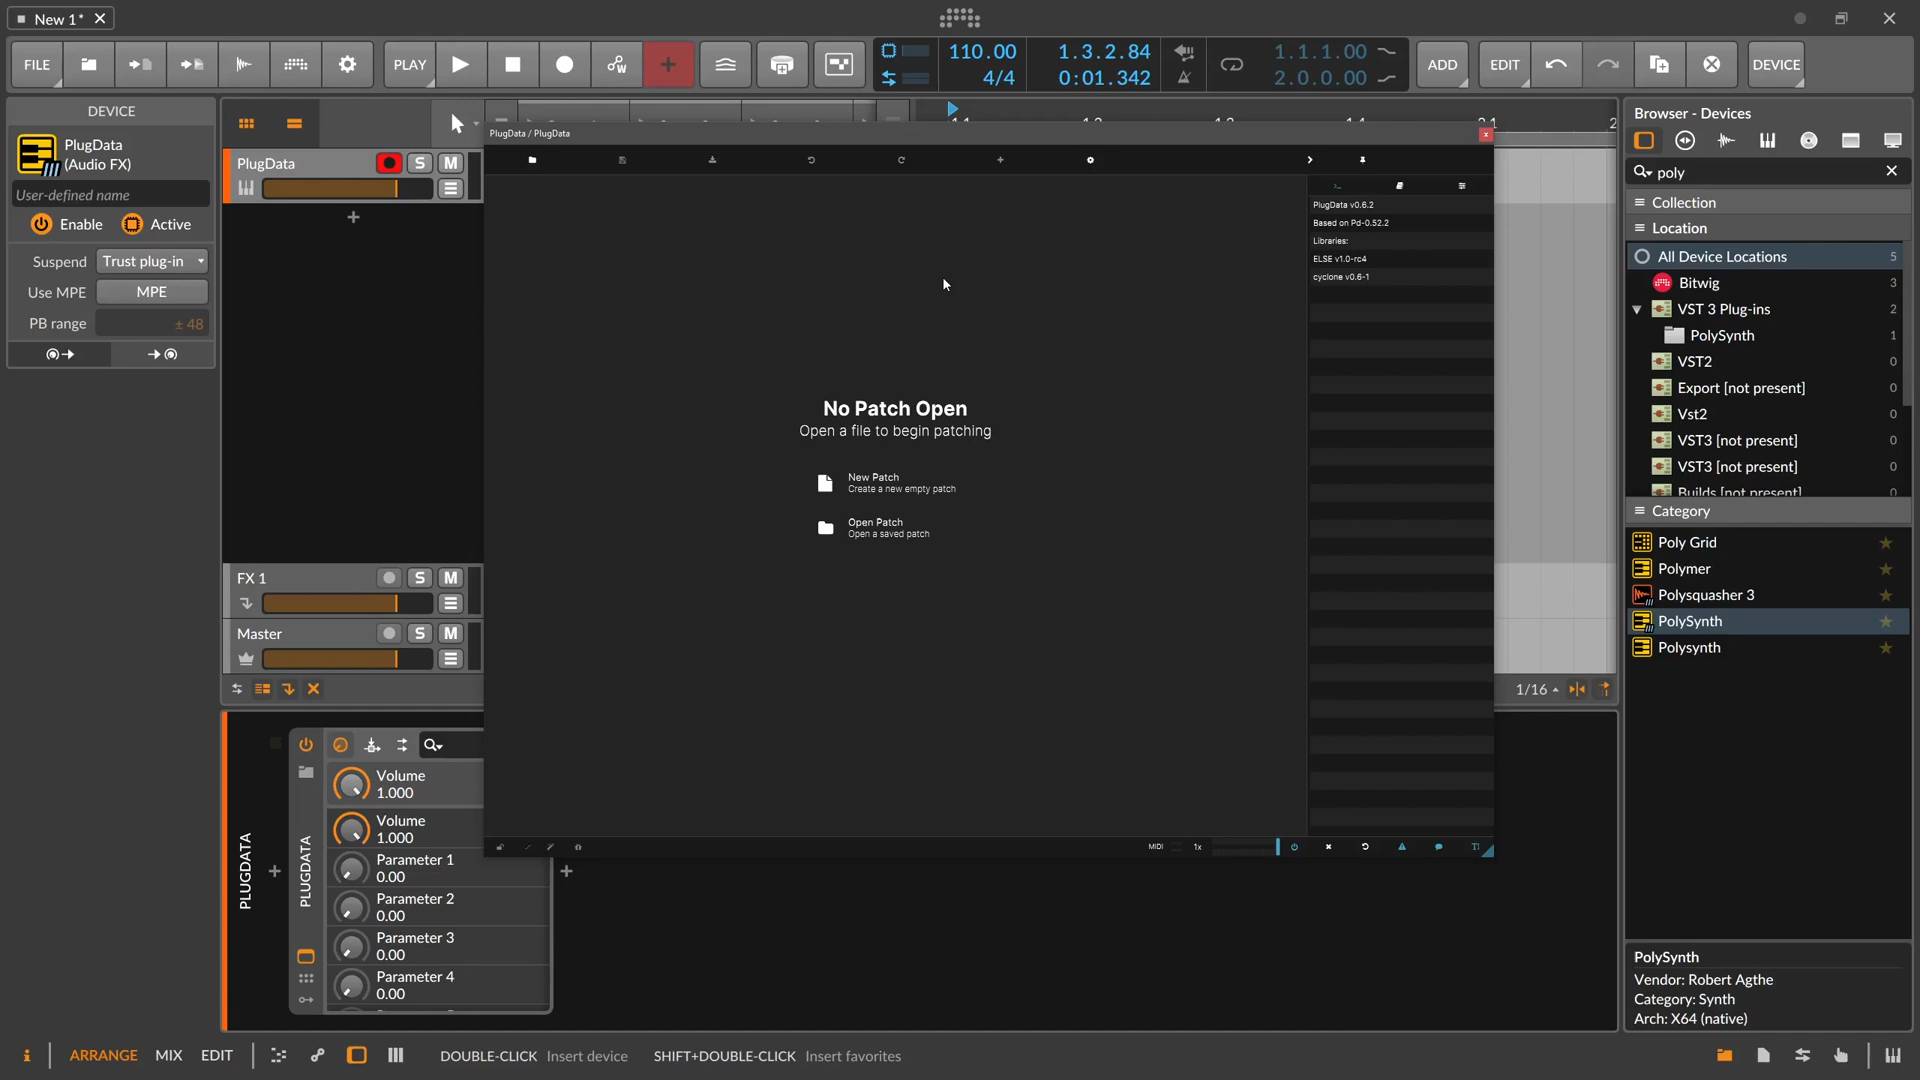 New 1*
FILE
PLAY
110.00
4/4
1.3.2.84
0:01.342
1.1.1.00
2.0.0.00
ADD
EDIT
DEVICE
DEVICE
PlugData
(Audio FX)
User-defined name
Enable
Active
Suspend
Trust plug-in
Use MPE
MPE
PB range
± 48
PlugData
S
M
FX 1
S
M
Master
S
M
PlugData / PlugData
No Patch Open
Open a file to begin patching
New Patch
Create a new empty patch
Open Patch
Open a saved patch
PlugData v0.6.2
Based on Pd-0.52.2
Libraries:
ELSE v1.0-rc4
cyclone v0.6-1
MIDI
1x
1/16
PLUGDATA
PLUGDATA
Volume
1.000
Volume
1.000
Parameter 1
0.00
Parameter 2
0.00
Parameter 3
0.00
Parameter 4
0.00
Browser - Devices
poly
Collection
Location
All Device Locations 5
Bitwig 3
VST 3 Plug-ins 2
PolySynth 1
VST2 0
Export [not present] 0
Vst2 0
VST3 [not present] 0
VST3 [not present] 0
Builds [not present] 0
Category
Poly Grid
Polymer
Polysquasher 3
PolySynth
Polysynth
PolySynth
Vendor: Robert Agthe
Category: Synth
Arch: X64 (native)
ARRANGE
MIX
EDIT
DOUBLE-CLICK Insert device
SHIFT+DOUBLE-CLICK Insert favorites